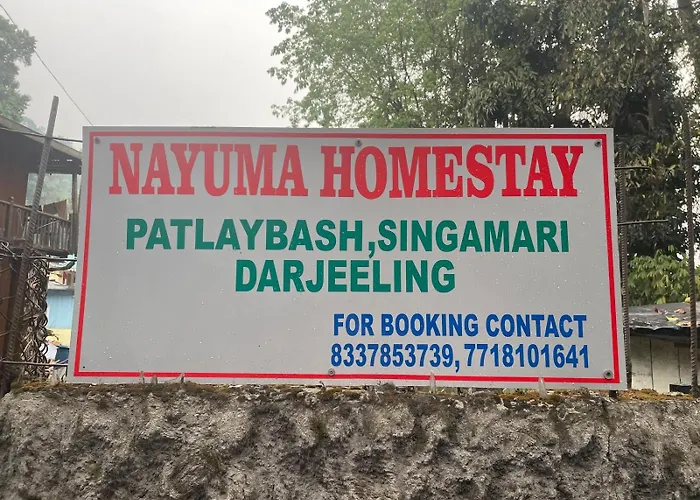 NAYUMA HOMESTAY
PATLAYBASH,SINGAMARI
DARJEELING
FOR BOOKING CONTACT
8337853739, 7718101641